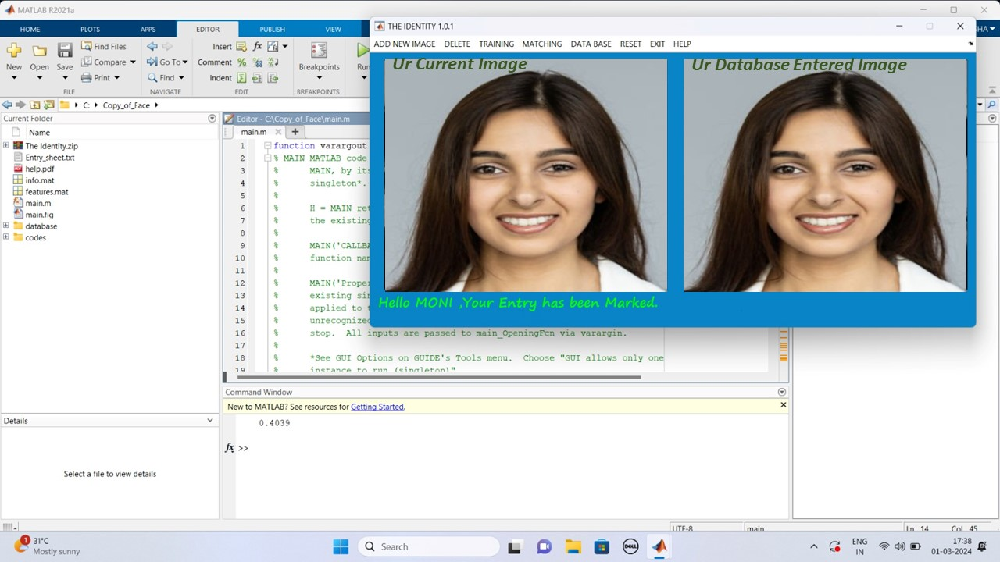 MATLAB R2021a
HOME PLOTS APPS EDITOR PUBLISH VIEW
New Open Save Find Files Compare Print Go To Find Insert Comment Indent Breakpoints Run
FILE NAVIGATE EDIT BREAKPOINTS
C: Copy_of_Face
Current Folder
Name
The Identity.zip
Entry_sheet.txt
help.pdf
info.mat
features.mat
main.m
main.fig
database
codes
Details
Select a file to view details
Editor - C:\Copy_of_Face\main.m
main.m
1 function varargout
2 % MAIN MATLAB code
3 % MAIN, by its
4 % singleton*.
5 %
6 % H = MAIN ret
7 % the existing
8 %
9 % MAIN('CALLBA
10 % function nam
11 %
12 % MAIN('Proper
13 % existing sin
14 % applied to t
15 % unrecognized
16 % stop. All inputs are passed to main_OpeningFcn via varargin.
17 %
18 % *See GUI Options on GUIDE's Tools menu. Choose "GUI allows only one
19 % instance to run (singleton)"
THE IDENTITY 1.0.1
ADD NEW IMAGE DELETE TRAINING MATCHING DATA BASE RESET EXIT HELP
Ur Current Image
Ur Database Entered Image
Hello MONI ,Your Entry has been Marked.
Command Window
New to MATLAB? See resources for Getting Started.
0.4039
fx >>
UTF-8 main Ln 14 Col 45
1
31°C
Mostly sunny
Search
DELL
ENG
IN
17:38
01-03-2024